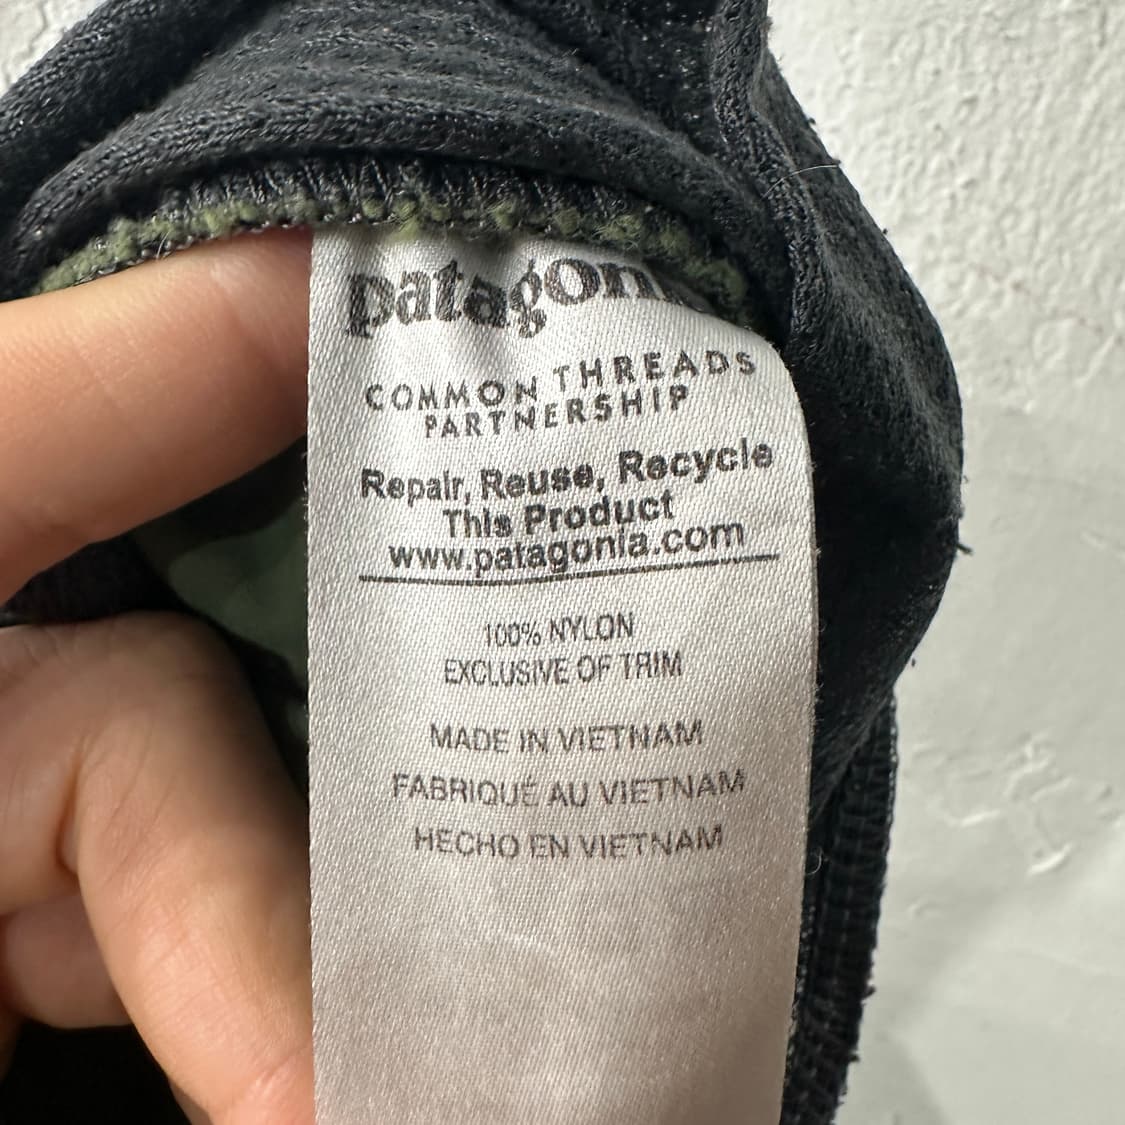 patagon
COMMON THREADS
PARTNERSHIP
Repair, Reuse, Recycle
This Product
www.patagonia.com
100% NYLON
EXCLUSIVE OF TRIM
MADE IN VIETNAM
FABRIQUÉ AU VIETNAM
HECHO EN VIETNAM